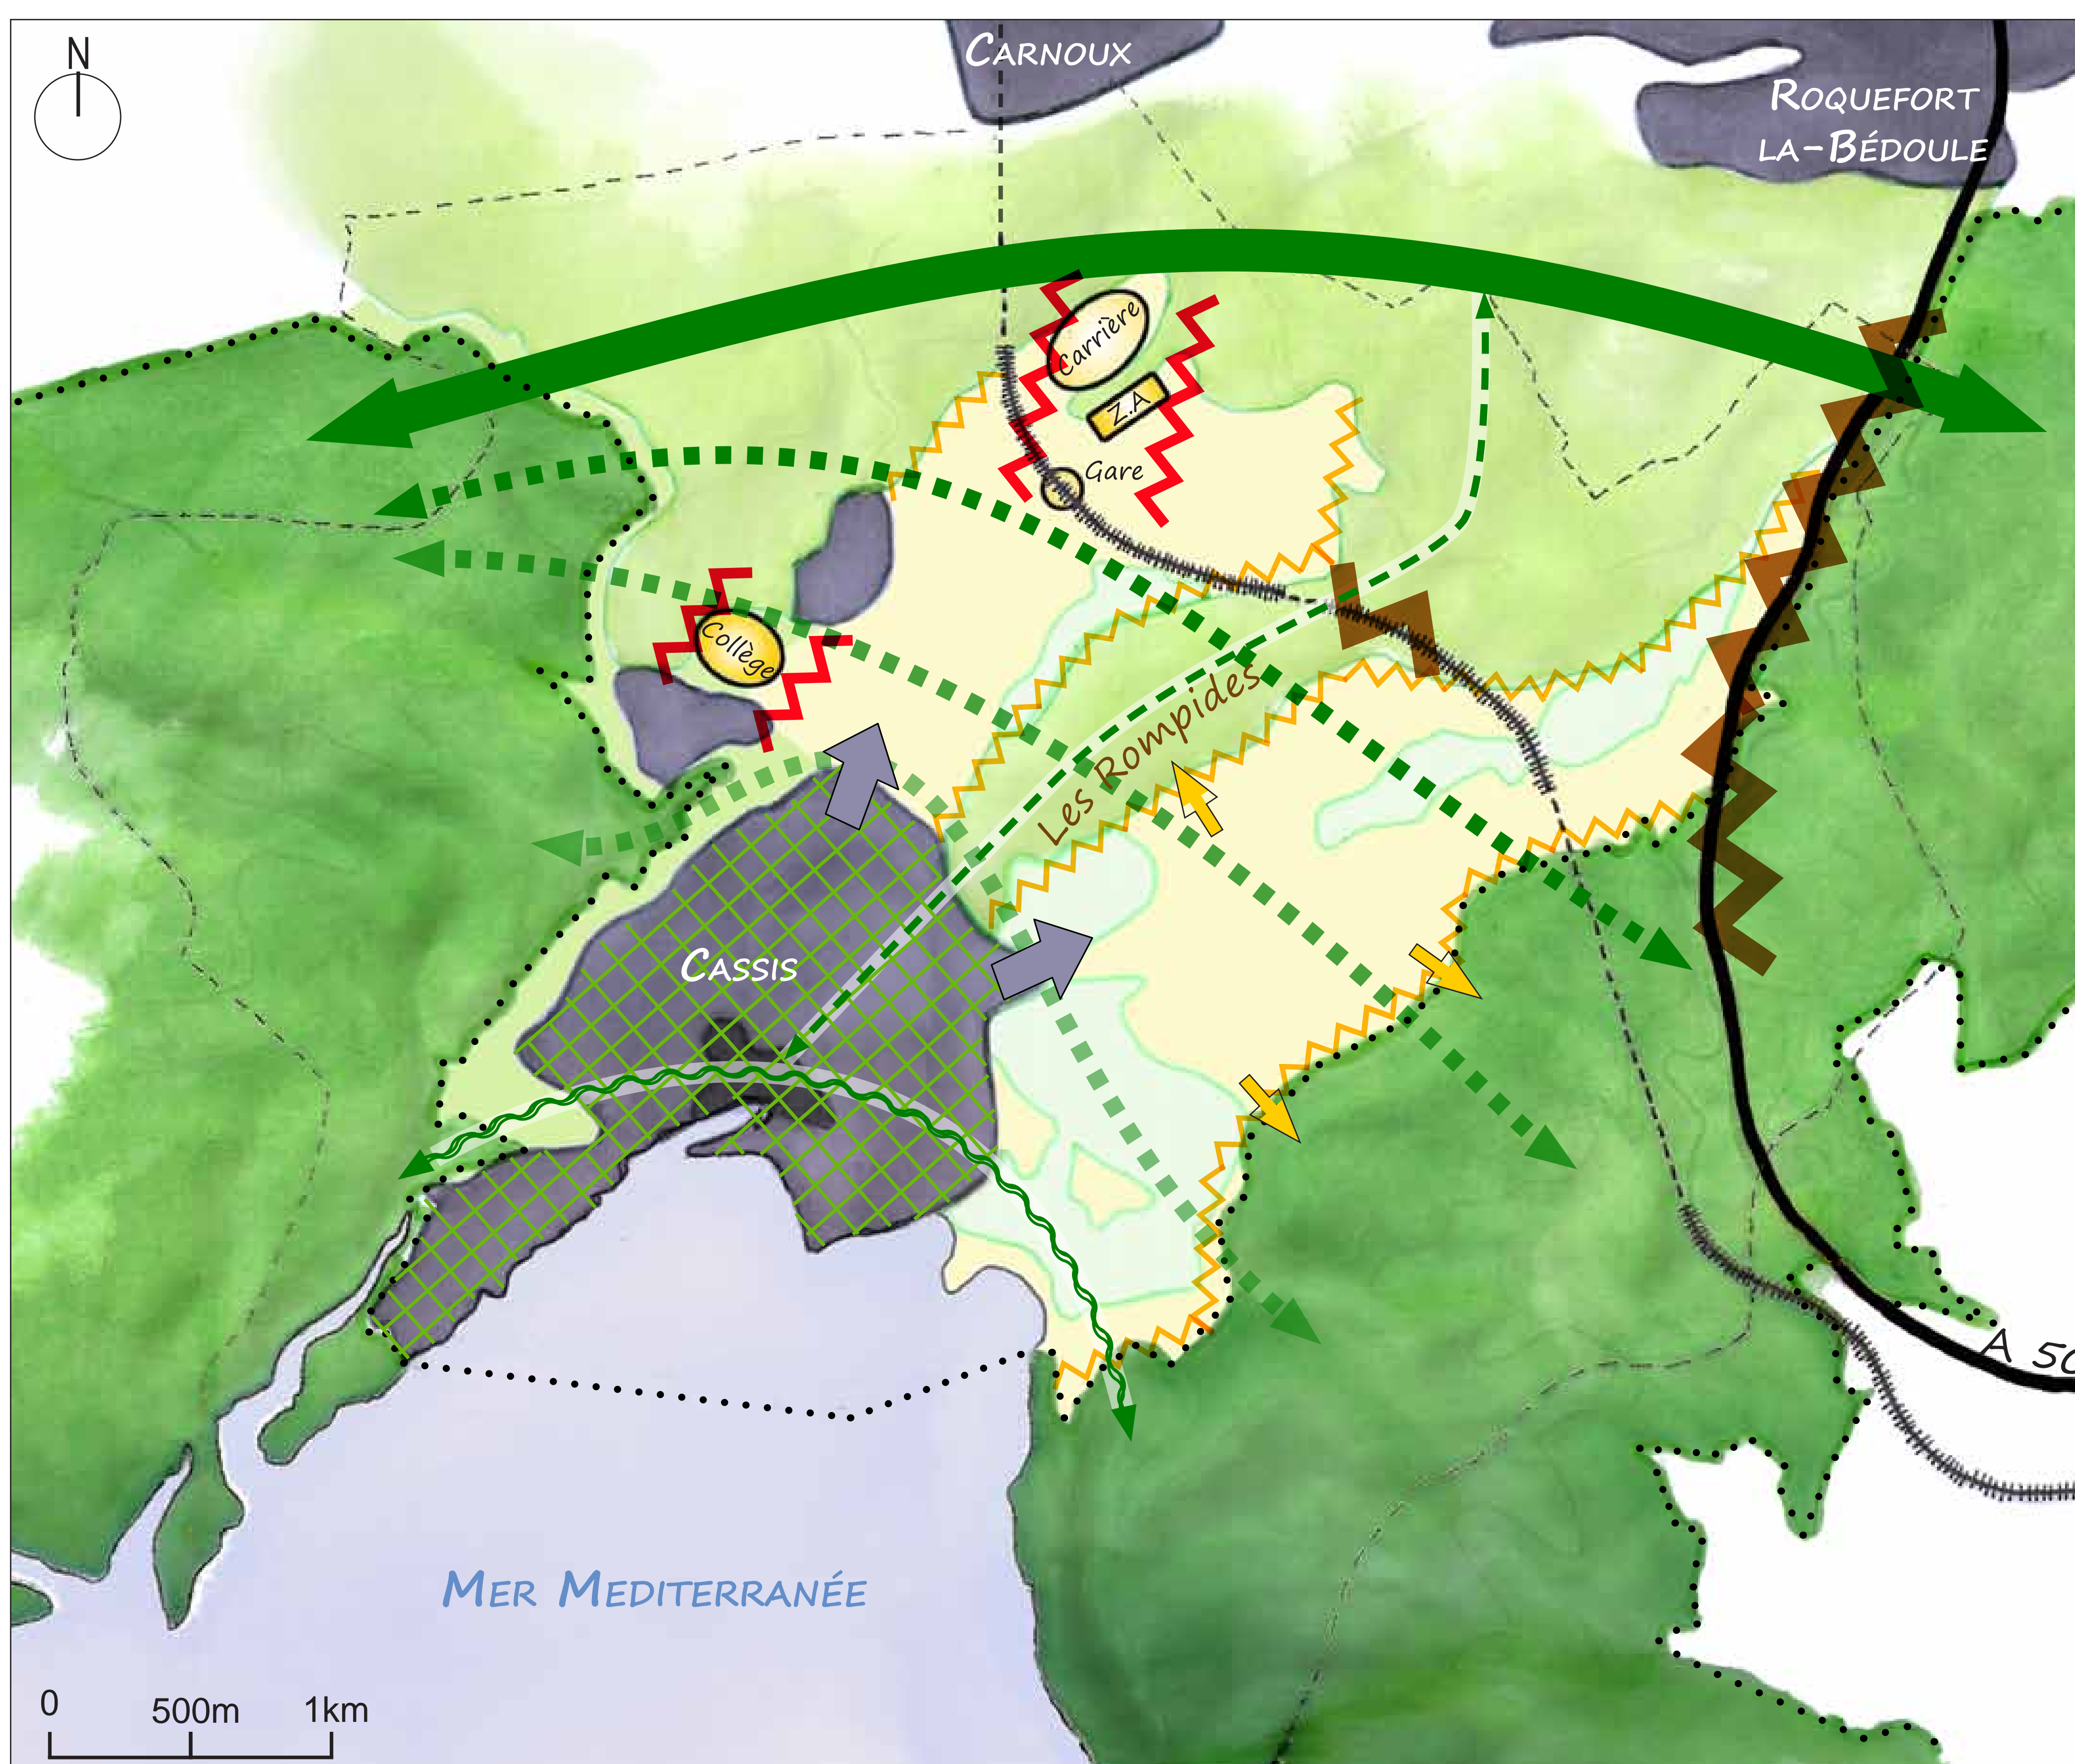 N
CARNOUX
ROQUEFORT
LA-BÉDOULE
Carrière
Z.A
Gare
Collège
Les Rompides
CASSIS
A 50
MER MEDITERRANÉE
0 500m 1km